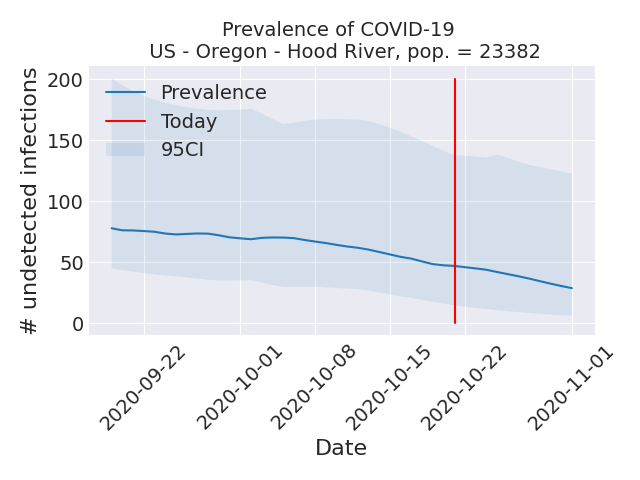 Prevalence of COVID-19
US - Oregon - Hood River, pop. = 23382
# undetected infections
200
150
100
50
0
Prevalence
Today
95CI
2020-09-22
2020-10-01
2020-10-08
2020-10-15
2020-10-22
2020-11-01
Date